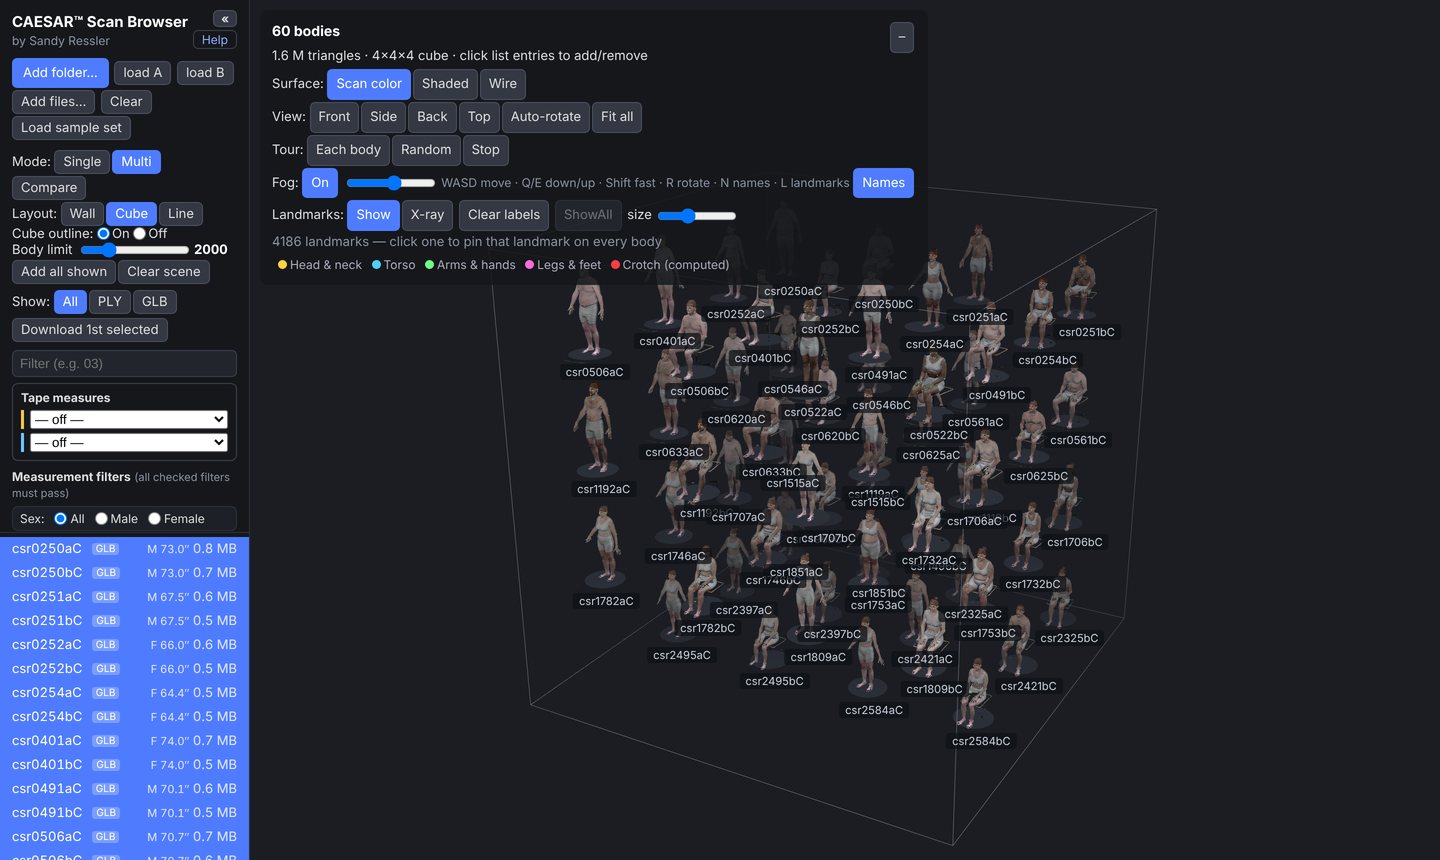 CAESAR™ Scan Browser
«
by Sandy Ressler
Help
Add folder...
load A
load B
Add files...
Clear
Load sample set
Mode: Single Multi
Compare
Layout: Wall Cube Line
Cube outline: On Off
Body limit 2000
Add all shown
Clear scene
Show: All PLY GLB
Download 1st selected
Filter (e.g. 03)
Tape measures
— off —
— off —
Measurement filters (all checked filters
must pass)
Sex: All Male Female
csr0250aC GLB M 73.0″ 0.8 MB
csr0250bC GLB M 73.0″ 0.7 MB
csr0251aC GLB M 67.5″ 0.6 MB
csr0251bC GLB M 67.5″ 0.5 MB
csr0252aC GLB F 66.0″ 0.6 MB
csr0252bC GLB F 66.0″ 0.5 MB
csr0254aC GLB F 64.4″ 0.5 MB
csr0254bC GLB F 64.4″ 0.5 MB
csr0401aC GLB F 74.0″ 0.7 MB
csr0401bC GLB F 74.0″ 0.5 MB
csr0491aC GLB M 70.1″ 0.6 MB
csr0491bC GLB M 70.1″ 0.5 MB
csr0506aC GLB M 70.7″ 0.7 MB
csr0506bC GLB M 70.7″ 0.6 MB
60 bodies
–
1.6 M triangles · 4×4×4 cube · click list entries to add/remove
Surface: Scan color Shaded Wire
View: Front Side Back Top Auto-rotate Fit all
Tour: Each body Random Stop
Fog: On WASD move · Q/E down/up · Shift fast · R rotate · N names · L landmarks Names
Landmarks: Show X-ray Clear labels ShowAll size
4186 landmarks — click one to pin that landmark on every body
Head & neck Torso Arms & hands Legs & feet Crotch (computed)
csr0250aC
csr0250bC
csr0252aC
csr0251aC
csr0252bC
csr0251bC
csr0401aC
csr0254aC
csr0401bC
csr0254bC
csr0506aC
csr0491aC
csr0506bC
csr0546aC
csr0491bC
csr0546bC
csr0522aC
csr0620aC
csr0561aC
csr0620bC
csr0522bC
csr0561bC
csr0633aC
csr0625aC
csr0633bC
csr0625bC
csr1515aC
csr1192aC
csr1119aC
csr1515bC
csr1707aC
csr1706aC
csr1707bC
csr1706bC
csr1746aC
csr1732aC
csr1851aC
csr1746bC
csr1732bC
csr1851bC
csr1782aC
csr1753aC
csr2397aC
csr2325aC
csr1782bC
csr2397bC
csr1753bC
csr2325bC
csr2495aC
csr1809aC
csr2421aC
csr2495bC
csr1809bC
csr2421bC
csr2584aC
csr2584bC